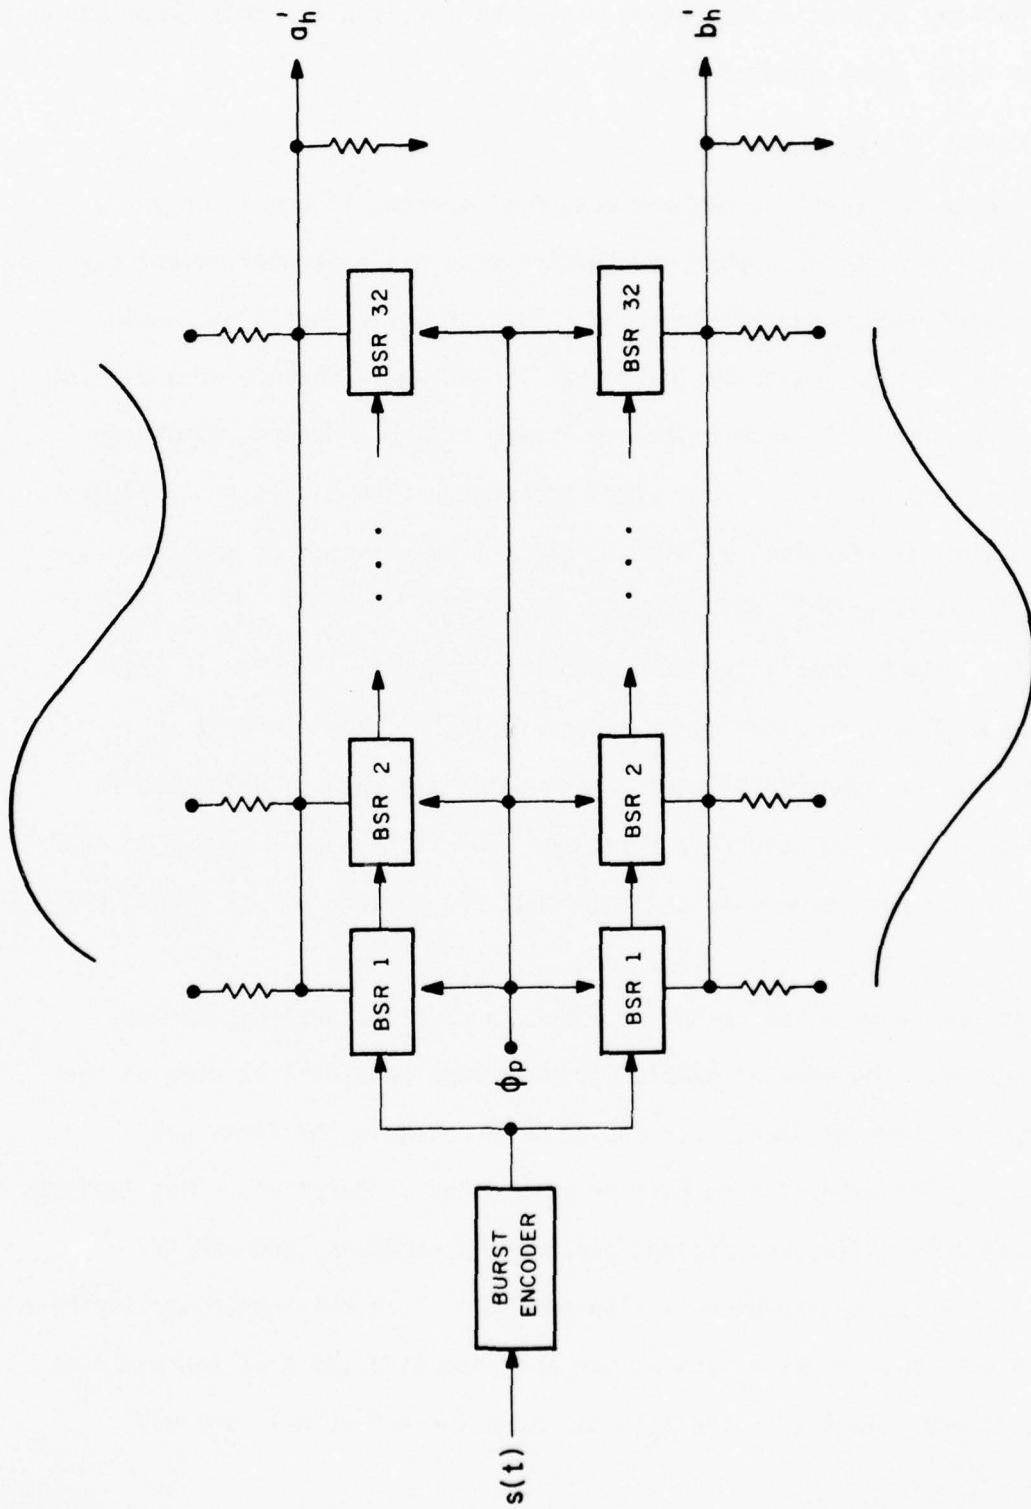 s(t)
BURST
ENCODER
ϕp
BSR 1
BSR 2
. . .
BSR 32
a'h
BSR 1
BSR 2
. . .
BSR 32
b'h